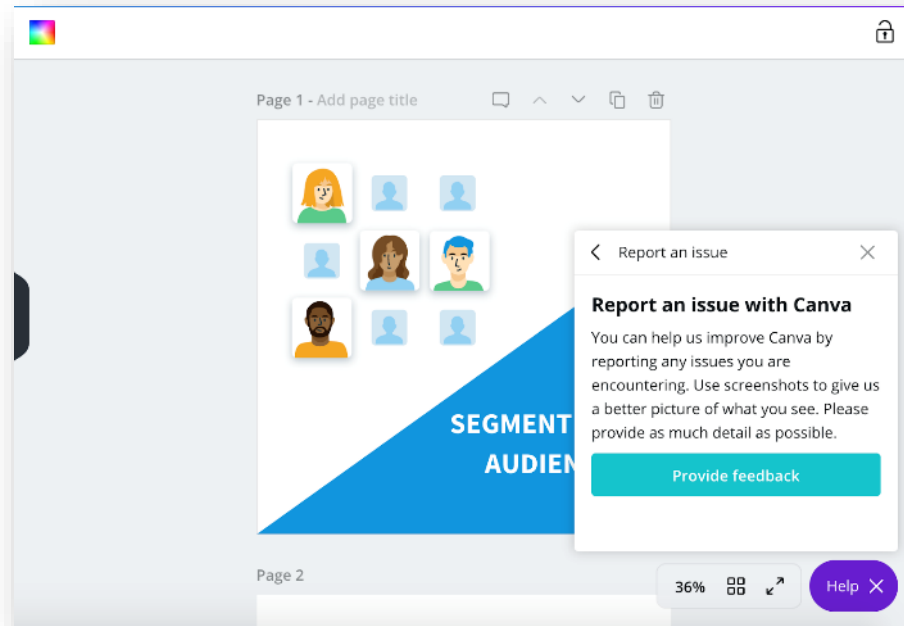 Page 1 - Add page title
SEGMENT
AUDIEN
Report an issue
Report an issue with Canva
You can help us improve Canva by
reporting any issues you are
encountering. Use screenshots to give us
a better picture of what you see. Please
provide as much detail as possible.
Provide feedback
Page 2
36%
Help